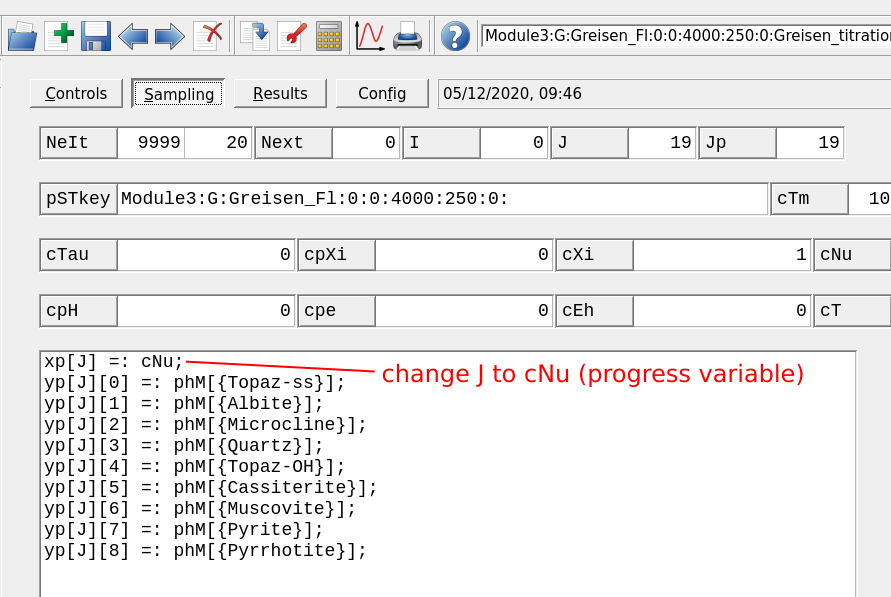 Module3:G:Greisen_Fl:0:0:4000:250:0:Greisen_titration
Controls Sampling Results Config 05/12/2020, 09:46
NeIt 9999 20 Next 0 I 0 J 19 Jp 19
pSTkey Module3:G:Greisen_Fl:0:0:4000:250:0: cTm 10
cTau 0 cpXi 0 cXi 1 cNu
cpH 0 cpe 0 cEh 0 cT
xp[J] =: cNu;
change J to cNu (progress variable)
yp[J][0] =: phM[{Topaz-ss}];
yp[J][1] =: phM[{Albite}];
yp[J][2] =: phM[{Microcline}];
yp[J][3] =: phM[{Quartz}];
yp[J][4] =: phM[{Topaz-OH}];
yp[J][5] =: phM[{Cassiterite}];
yp[J][6] =: phM[{Muscovite}];
yp[J][7] =: phM[{Pyrite}];
yp[J][8] =: phM[{Pyrrhotite}];